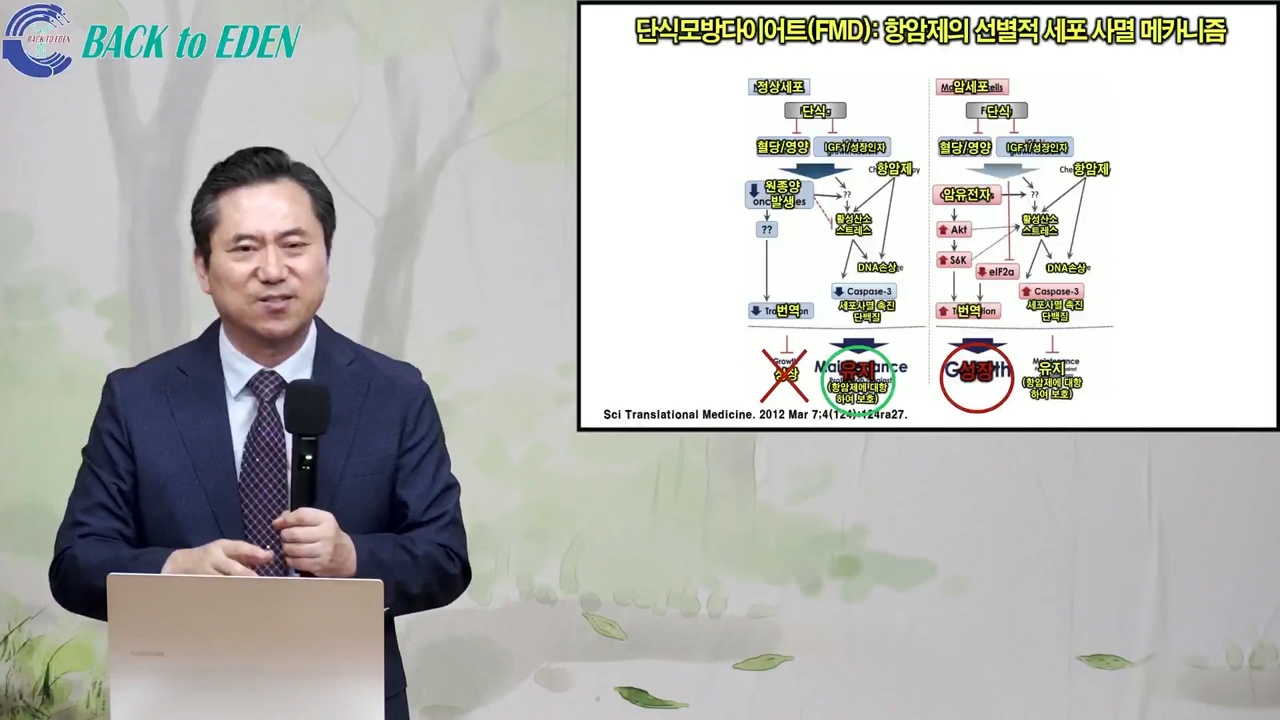 BACK TO EDEN
BACK to EDEN
단식모방다이어트(FMD): 항암제의 선별적 세포 사멸 메카니즘
정상세포
단식
혈당/영양
IGF1/성장인자
항암제
원종양
발생
??
활성산소
스트레스
??
DNA손상
Caspase-3
번역
세포사멸 촉진
단백질
성장
유지
(항암제에 대항
하여 보호)
암세포
단식
혈당/영양
IGF1/성장인자
항암제
암유전자
??
활성산소
스트레스
Akt
S6K
eIF2a
DNA손상
Caspase-3
번역
세포사멸 촉진
단백질
성장
유지
(항암제에 대항
하여 보호)
Sci Translational Medicine. 2012 Mar 7;4(124):124ra27.